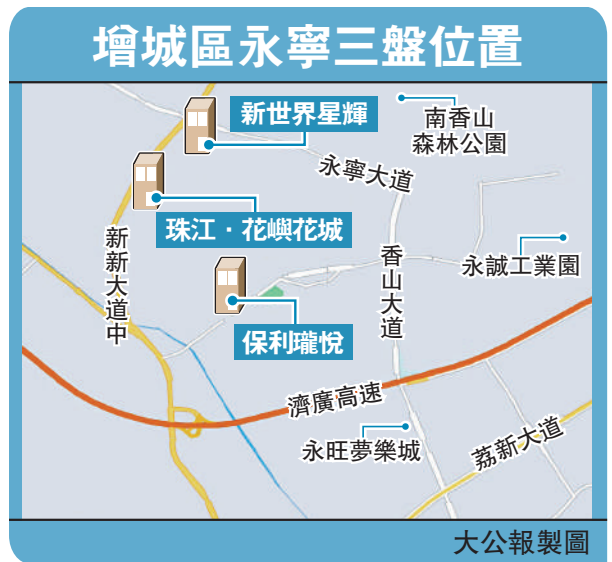 增城區永寧三盤位置
新世界星輝
南香山
森林公園
永寧大道
珠江·花嶼花城
新新大道中
香山大道
永誠工業園
保利瓏悅
濟廣高速
永旺夢樂城
荔新大道
大公報製圖